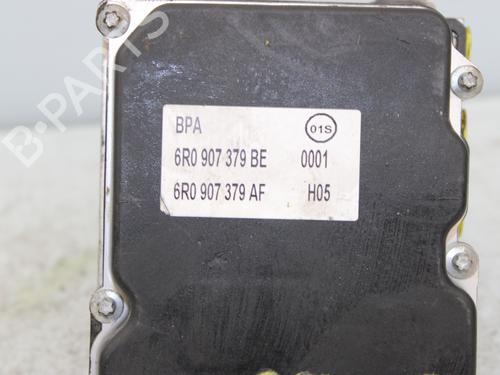 B-PARTS
BPA 01S
6R0 907 379 BE 0001
6R0 907 379 AF H05